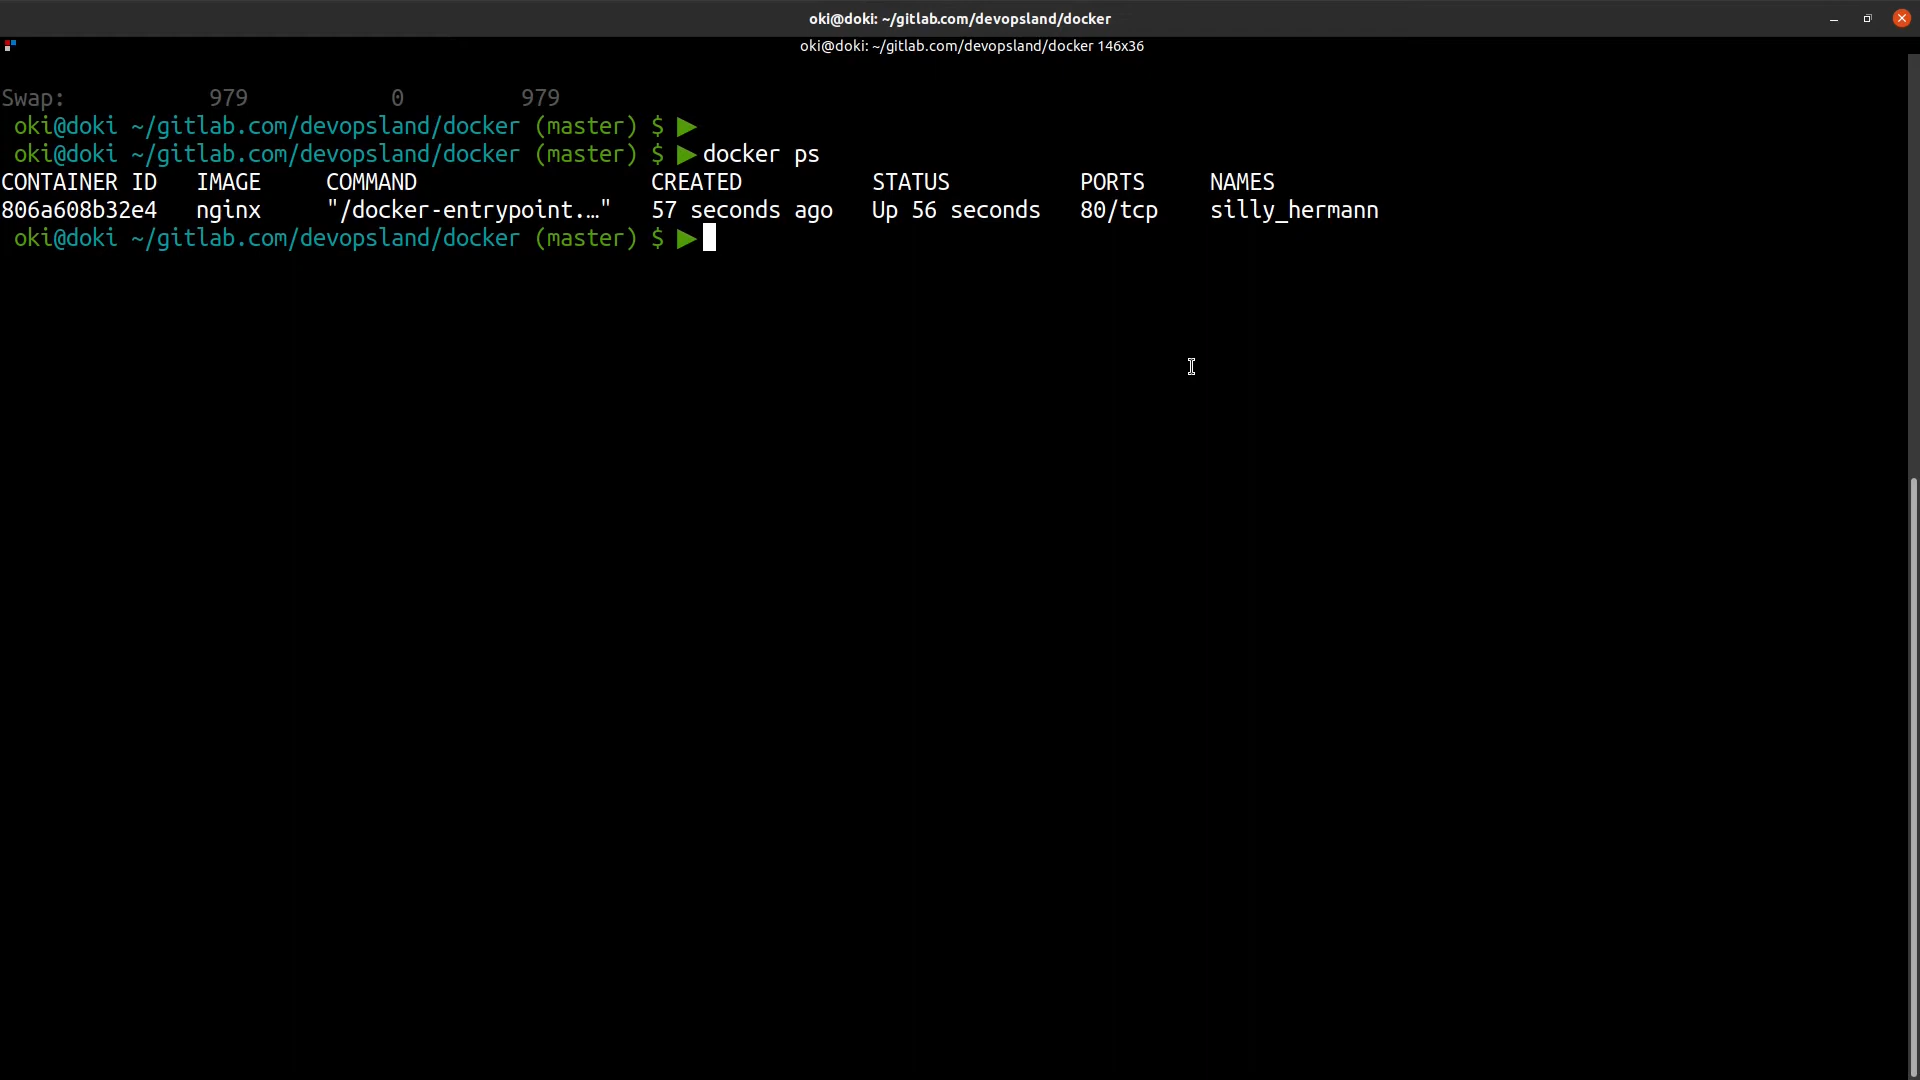 oki@doki: ~/gitlab.com/devopsland/docker
oki@doki: ~/gitlab.com/devopsland/docker 146x36
Swap:           979           0         979
oki@doki ~/gitlab.com/devopsland/docker (master) $ ▶
oki@doki ~/gitlab.com/devopsland/docker (master) $ ▶docker ps
CONTAINER ID   IMAGE     COMMAND                  CREATED          STATUS          PORTS     NAMES
806a608b32e4   nginx     "/docker-entrypoint.…"   57 seconds ago   Up 56 seconds   80/tcp    silly_hermann
oki@doki ~/gitlab.com/devopsland/docker (master) $ ▶